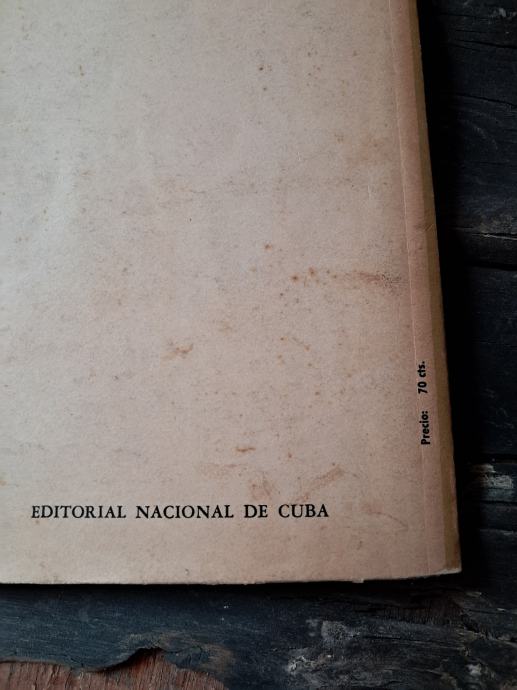 Precio: 70 cts.
EDITORIAL NACIONAL DE CUBA